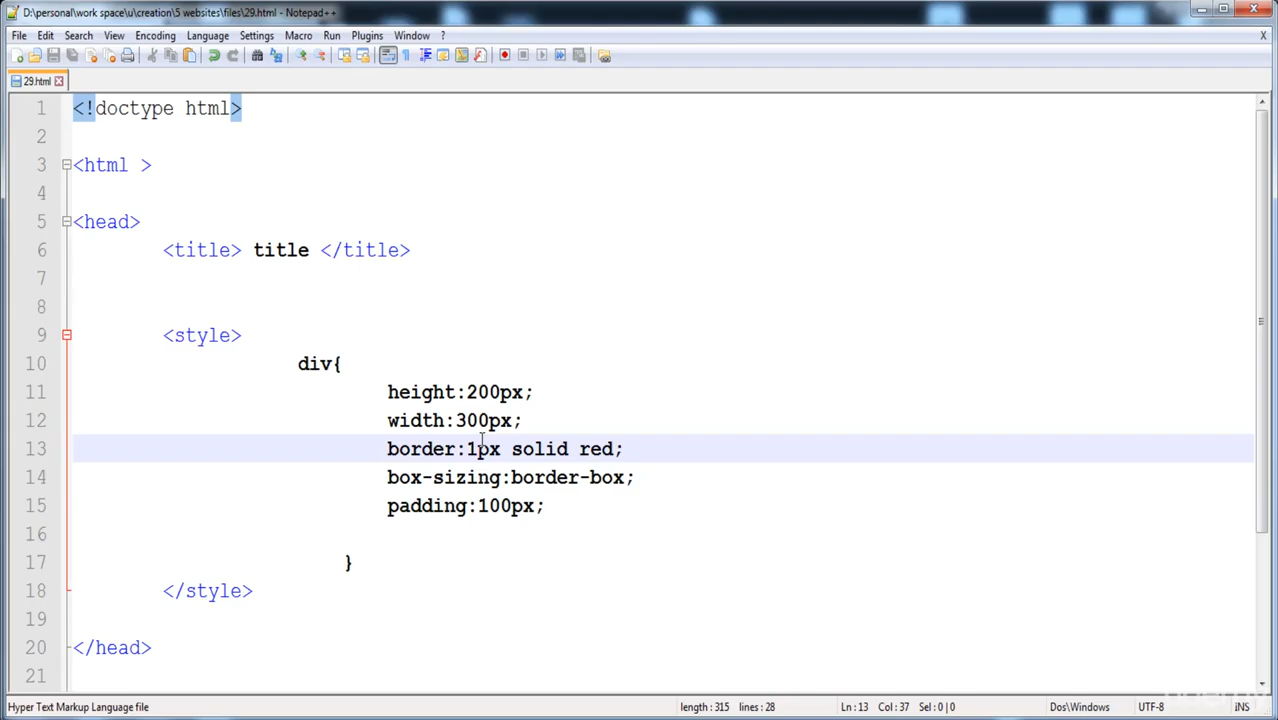 D:\personal\work space\u\creation\5 websites\files\29.html - Notepad++
File Edit Search View Encoding Language Settings Macro Run Plugins Window ? X
29.html
1 <!doctype html>
2
3 <html >
4
5 <head>
6 <title> title </title>
7
8
9 <style>
10 div{
11 height:200px;
12 width:300px;
13 border:1px solid red;
14 box-sizing:border-box;
15 padding:100px;
16
17 }
18 </style>
19
20 </head>
21
Hyper Text Markup Language file length : 315 lines : 28 Ln : 13 Col : 37 Sel : 0 | 0 Dos\Windows UTF-8 INS